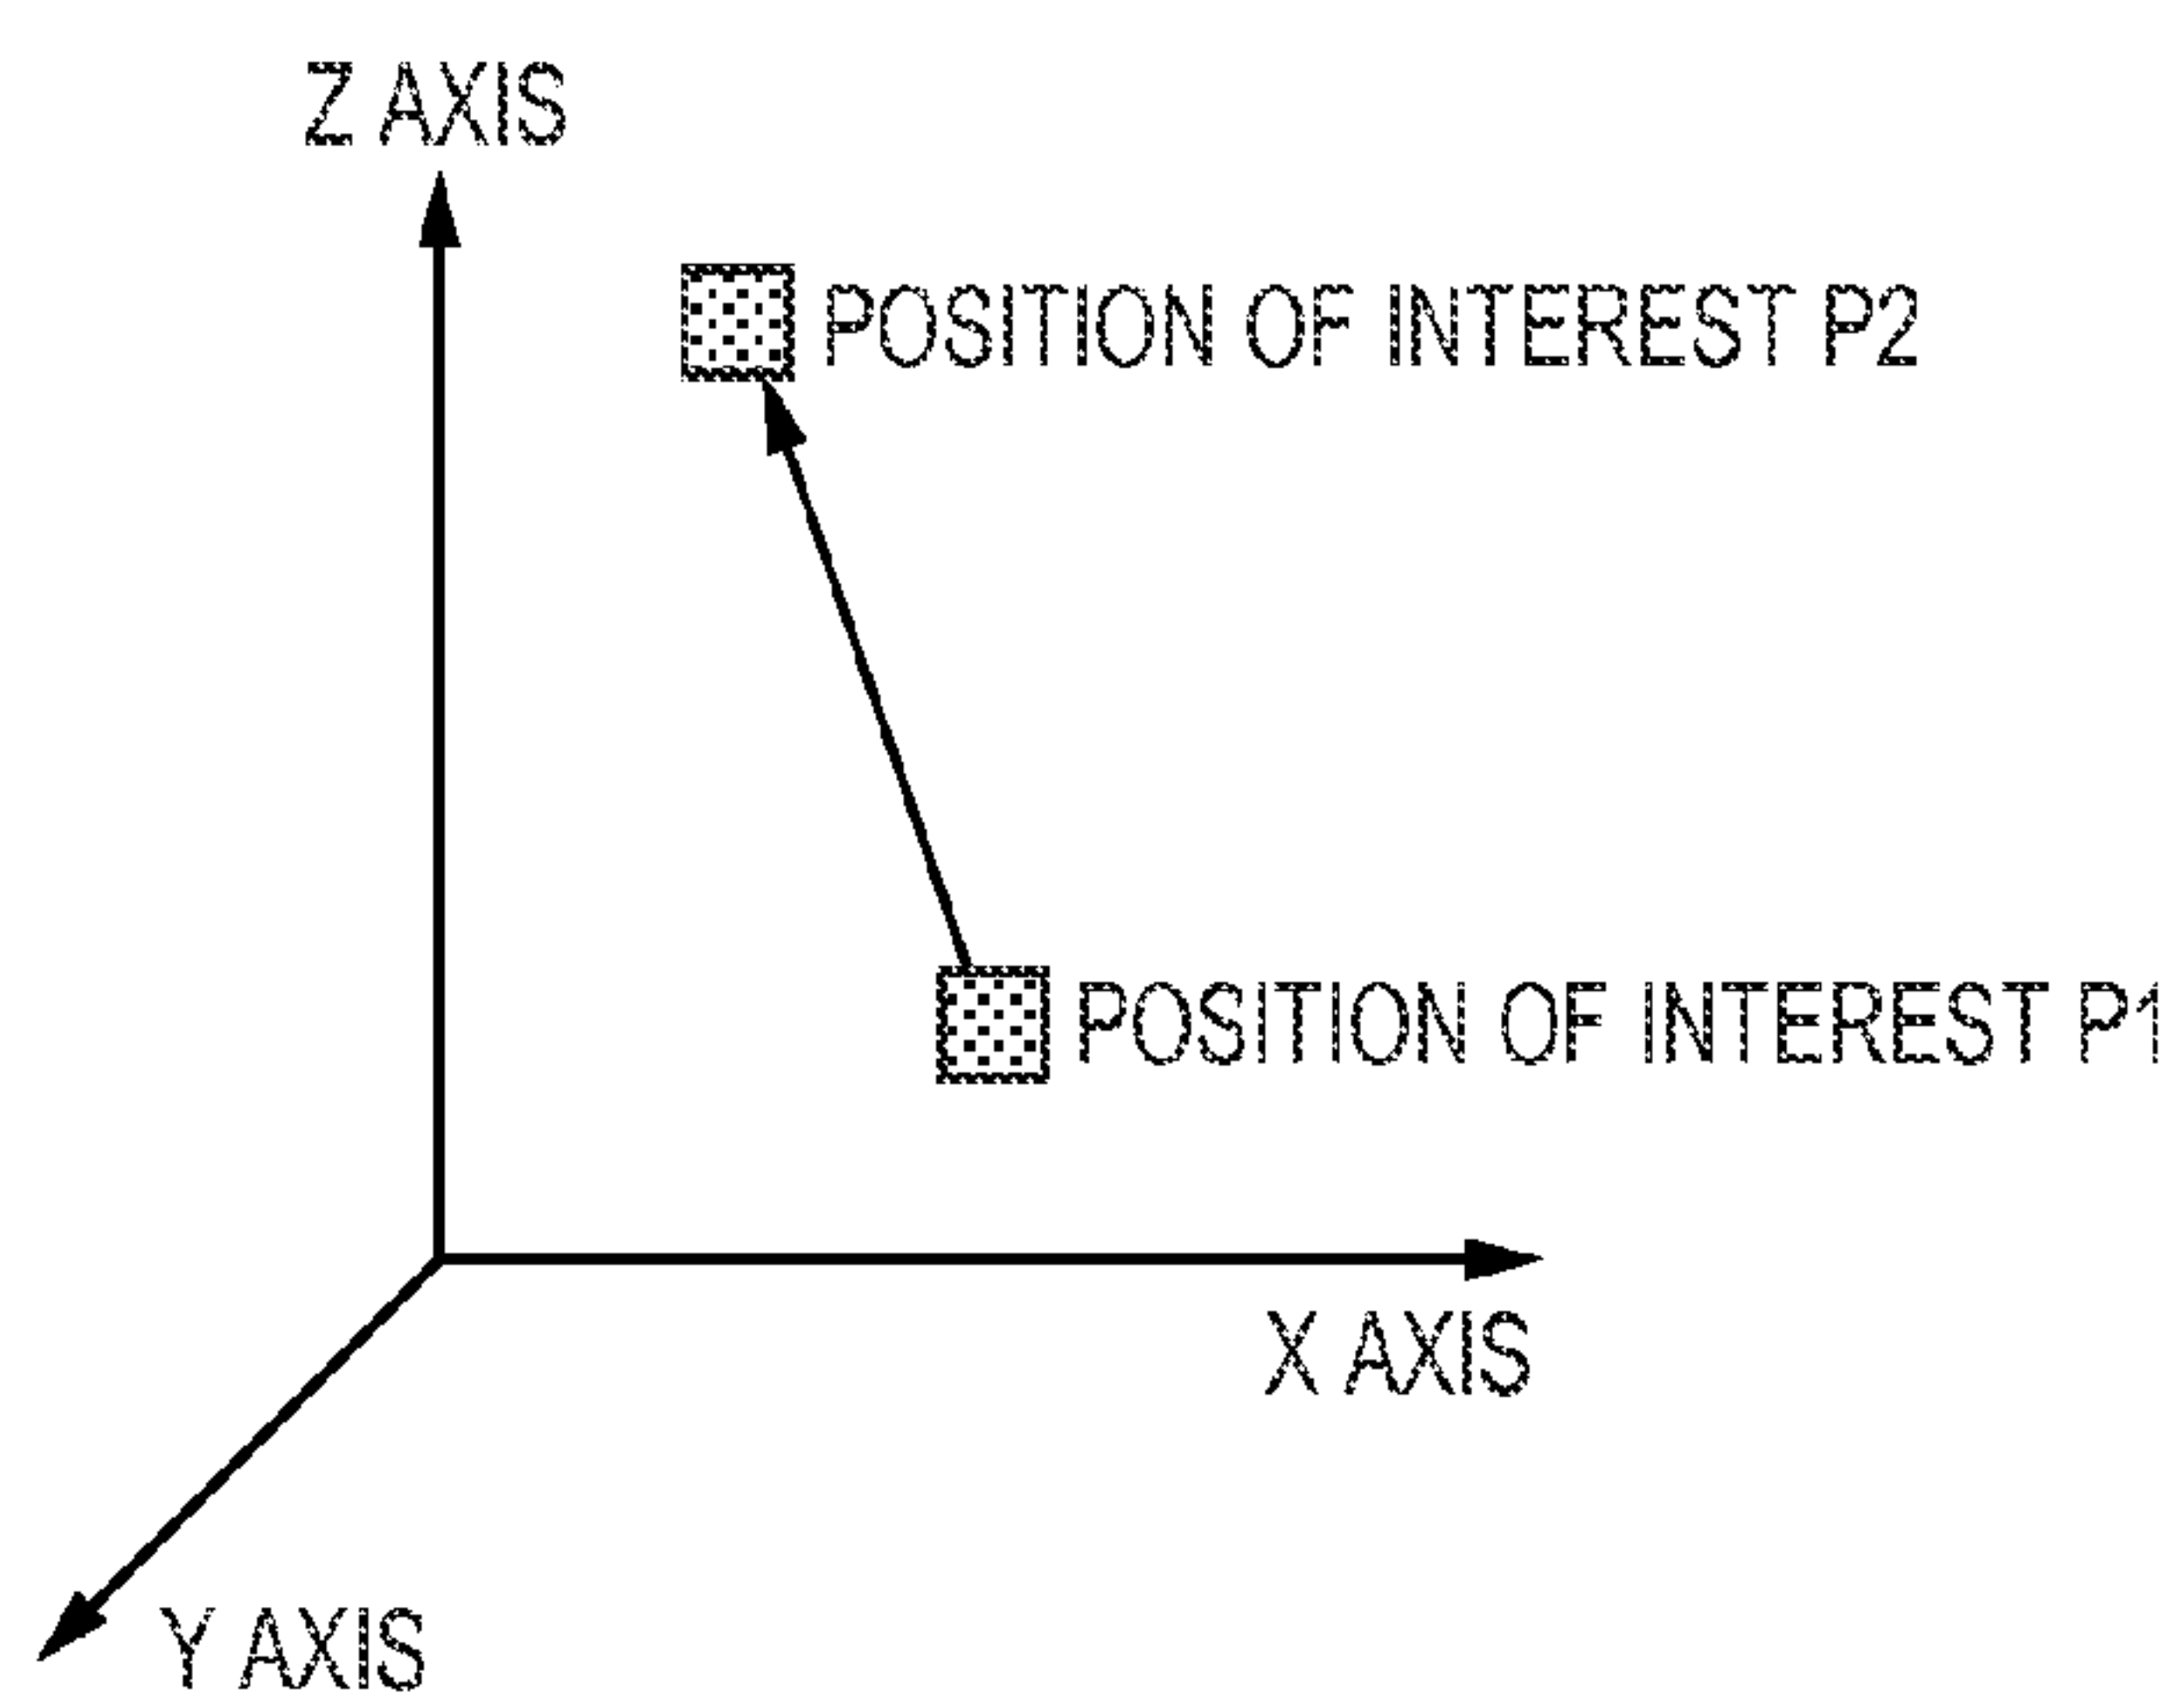 Z AXIS
POSITION OF INTEREST P2
POSITION OF INTEREST P1
X AXIS
Y AXIS